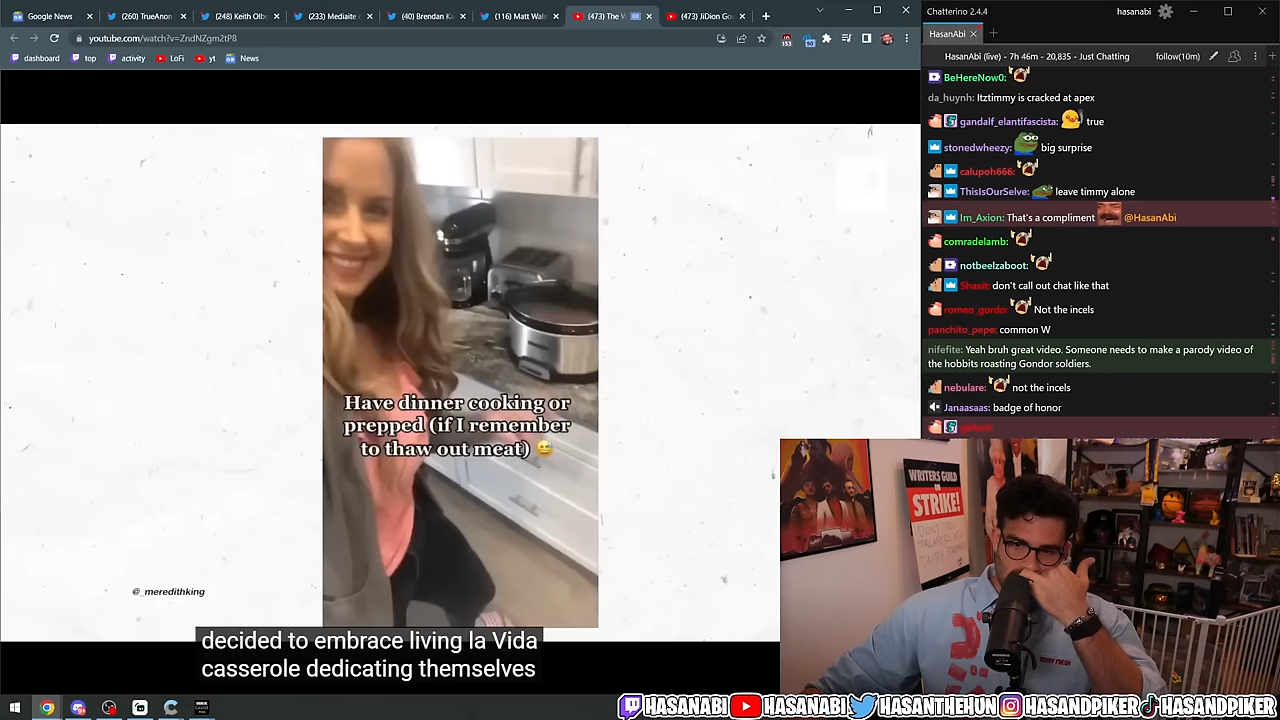 Google News
(260) TrueAnon
(248) Keith Olbe
(233) Mediaite c
(40) Brendan Ka
(116) Matt Wals
(473) The V
(473) JiDion Go
youtube.com/watch?v=ZndNZgm2tP8
dashboard
top
activity
LoFi
yt
News
Have dinner cooking or
prepped (if I remember
to thaw out meat) 😅
@_meredithking
decided to embrace living la Vida
casserole dedicating themselves
Chatterino 2.4.4
hasanabi
HasanAbi
HasanAbi (live) - 7h 46m - 20,835 - Just Chatting
follow(10m)
BeHereNow0:
da_huynh: Itztimmy is cracked at apex
gandalf_elantifascista: true
stonedwheezy: big surprise
calupoh666:
ThisIsOurSelve: leave timmy alone
Im_Axion: That's a compliment @HasanAbi
comradelamb:
notbeelzaboot:
Shaxit: don't call out chat like that
romeo_gordo: Not the incels
panchito_pepe: common W
nifefite: Yeah bruh great video. Someone needs to make a parody video of
the hobbits roasting Gondor soldiers.
nebulare: not the incels
Janaasaas: badge of honor
WRITERS GUILD
ON
STRIKE!
HASANABI
HASANABI
HASANTHEHUN
HASANDPIKER
HASANDPIKER